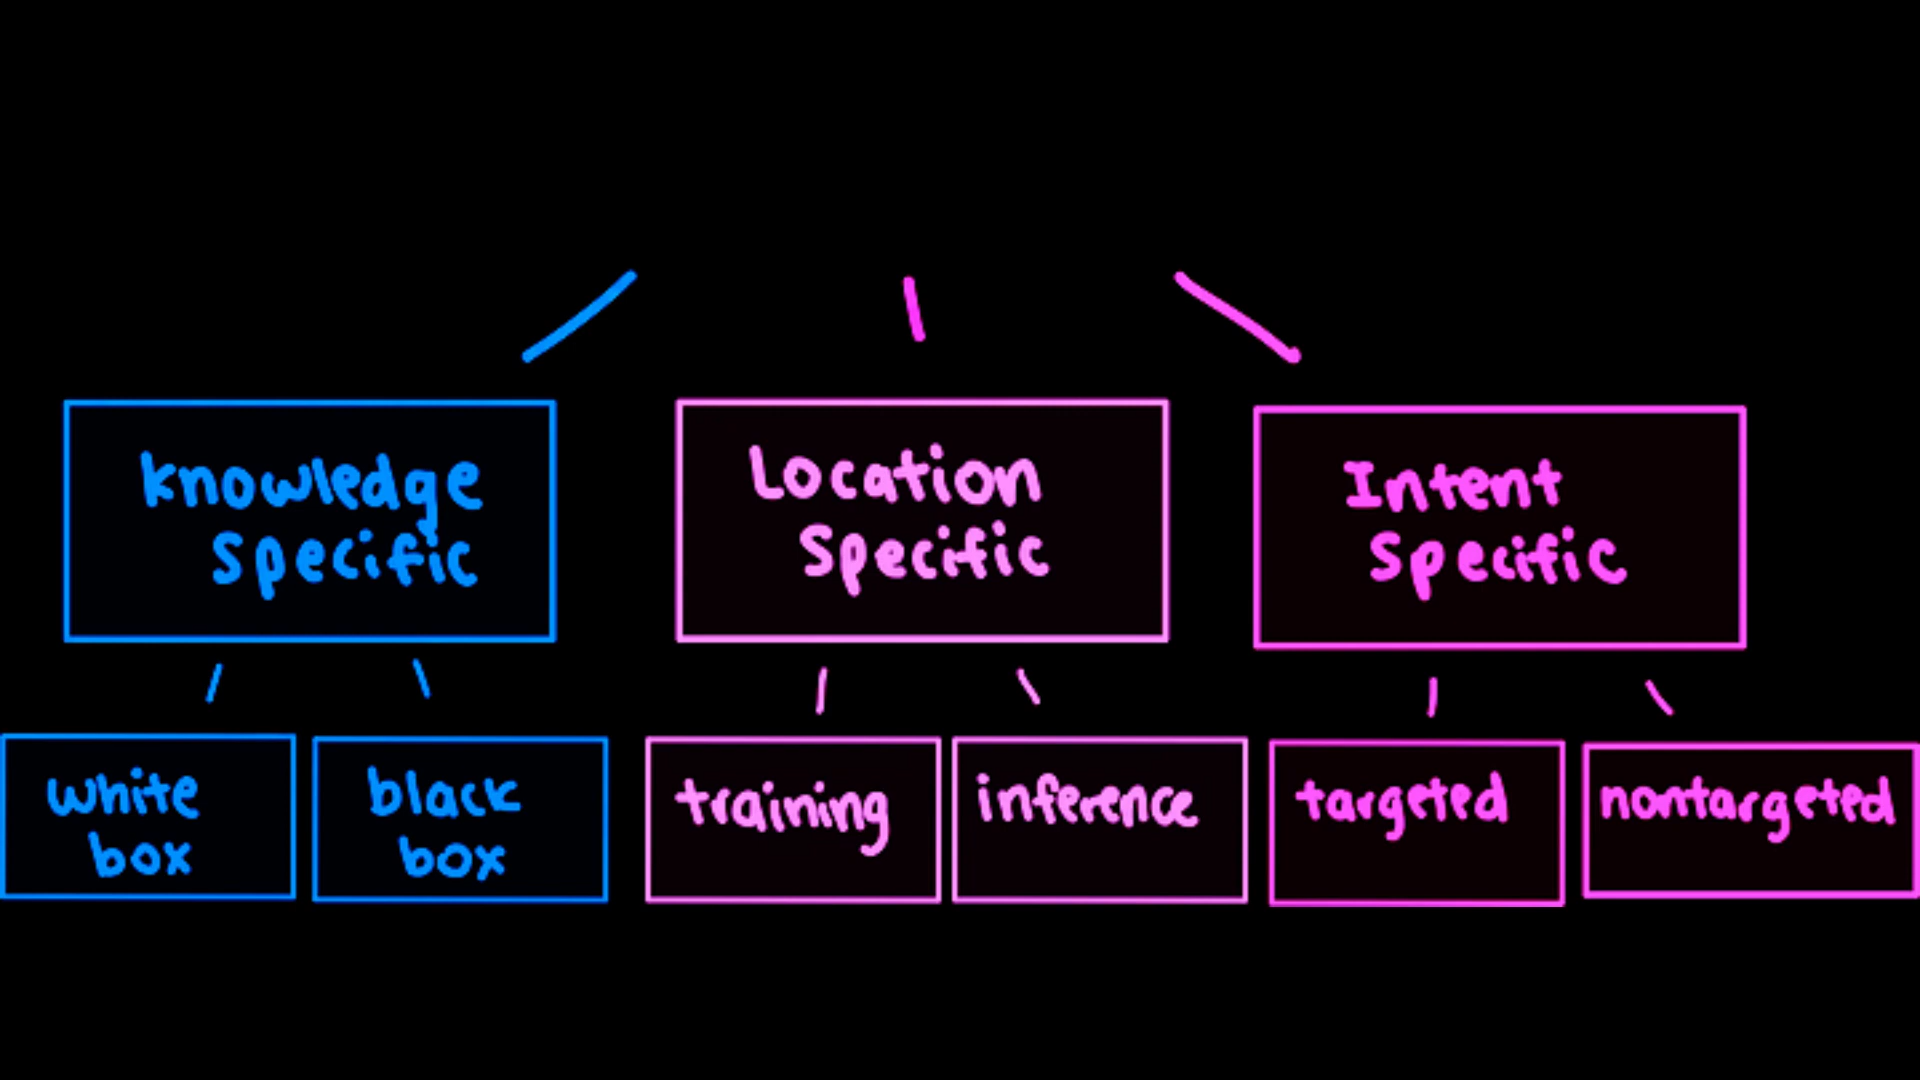 knowledge
Specific
Location
Specific
Intent
Specific
white
box
black
box
training
inference
targeted
nontargeted